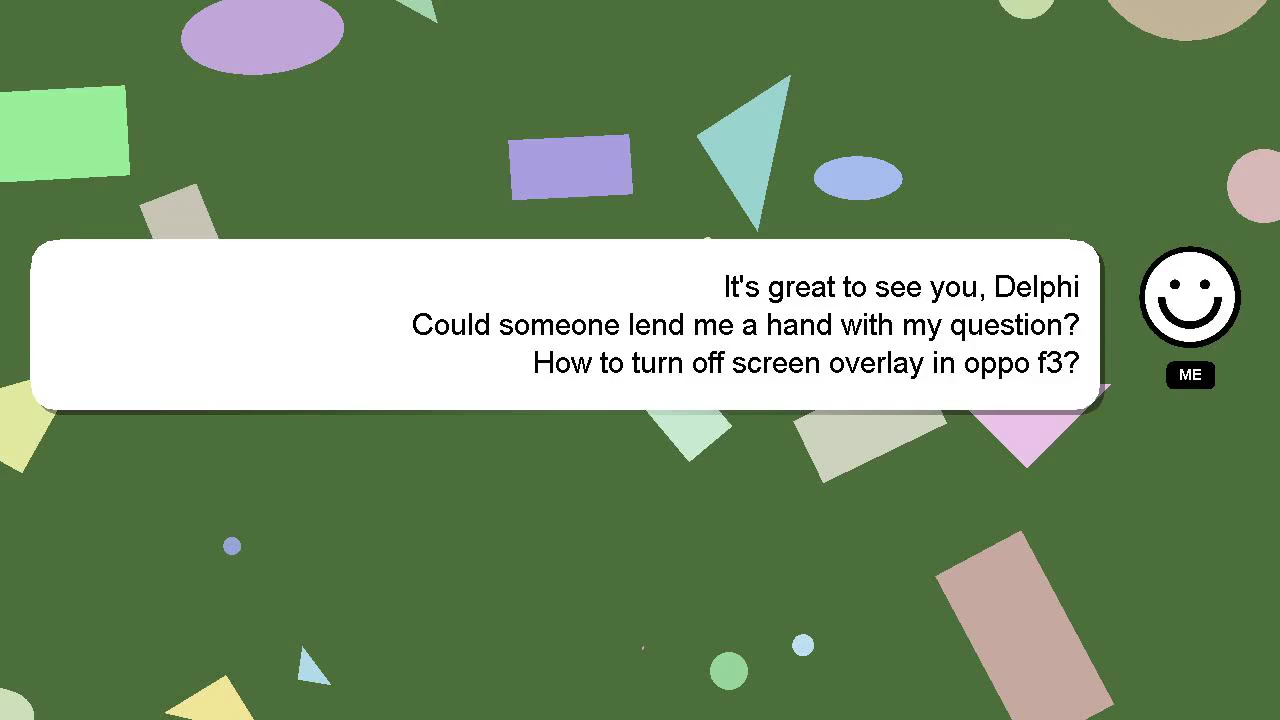 It's great to see you, Delphi
Could someone lend me a hand with my question?
How to turn off screen overlay in oppo f3?
ME